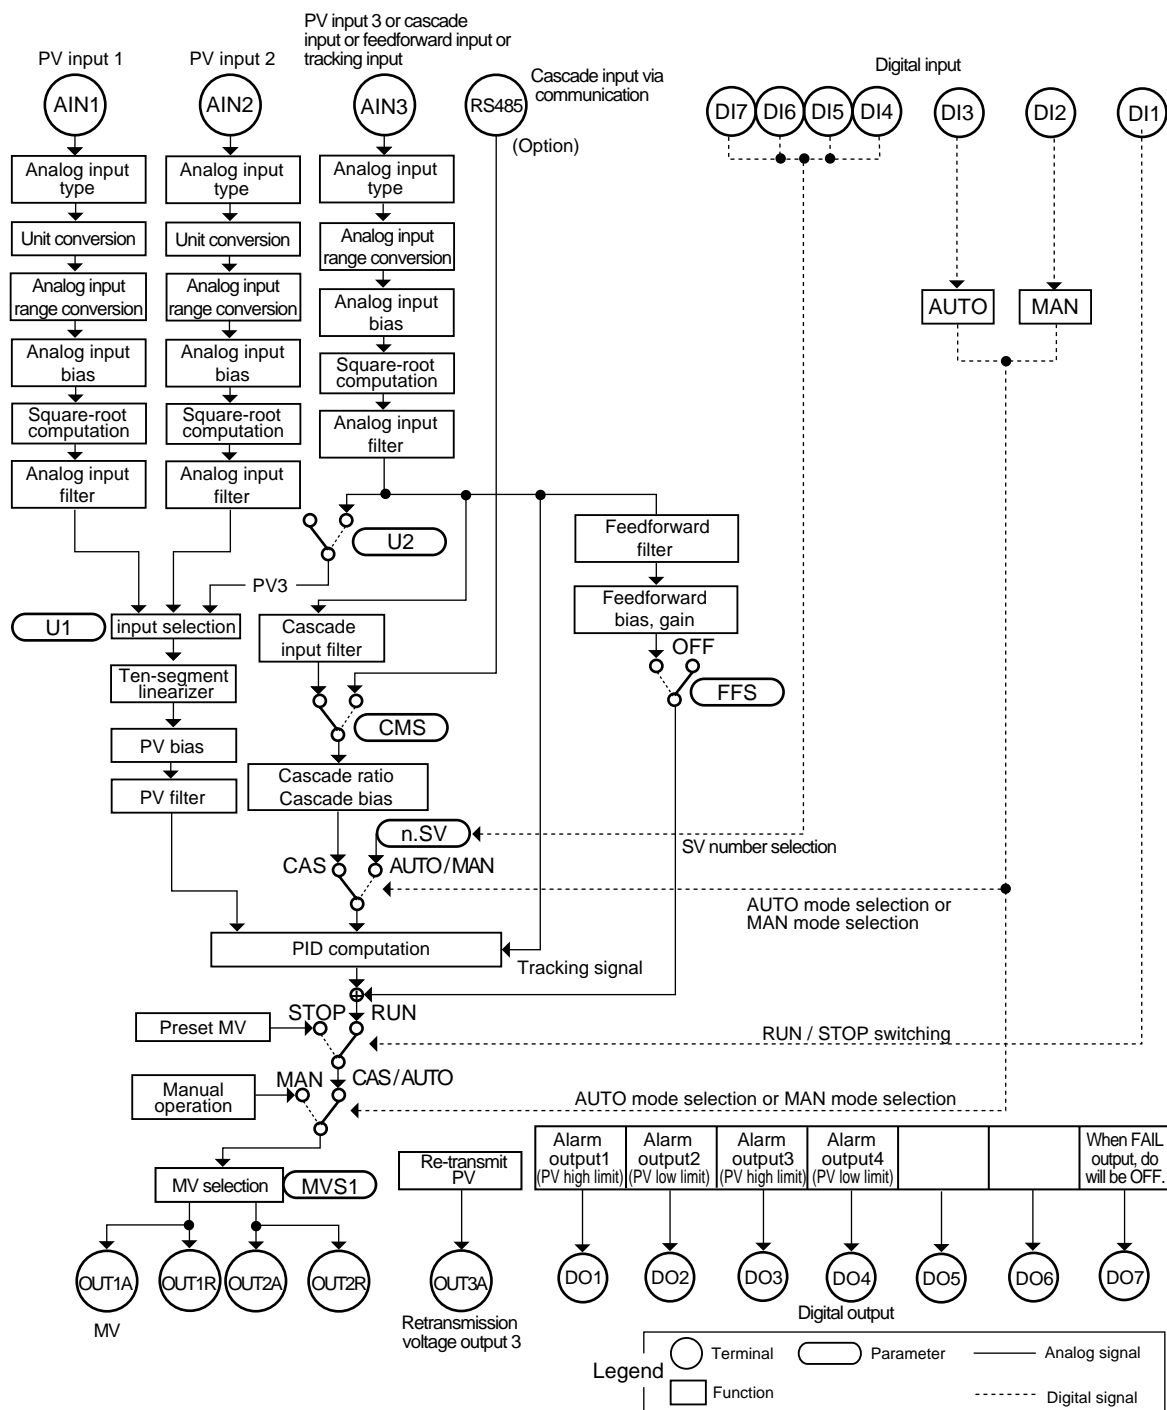 PV input 1
PV input 2
PV input 3 or cascade
input or feedforward input or
tracking input
Cascade input via
communication
Digital input
AIN1
AIN2
AIN3
RS485
(Option)
DI7
DI6
DI5
DI4
DI3
DI2
DI1
Analog input
type
Unit conversion
Analog input
range conversion
Analog input
bias
Square-root
computation
Analog input
filter
Analog input
type
Unit conversion
Analog input
range conversion
Analog input
bias
Square-root
computation
Analog input
filter
Analog input
type
Analog input
range conversion
Analog input
bias
Square-root
computation
Analog input
filter
AUTO
MAN
U2
PV3
U1
input selection
Ten-segment
linearizer
PV bias
PV filter
Cascade
input filter
CMS
Cascade ratio
Cascade bias
Feedforward
filter
Feedforward
bias, gain
OFF
FFS
n.SV
SV number selection
CAS
AUTO / MAN
AUTO mode selection or
MAN mode selection
PID computation
Tracking signal
STOP
RUN
Preset MV
RUN / STOP switching
MAN
CAS / AUTO
Manual
operation
AUTO mode selection or MAN mode selection
MV selection
MVS1
Re-transmit
PV
Alarm
output1
(PV high limit)
Alarm
output2
(PV low limit)
Alarm
output3
(PV high limit)
Alarm
output4
(PV low limit)
When FAIL
output, do
will be OFF.
OUT1A
OUT1R
OUT2A
OUT2R
OUT3A
DO1
DO2
DO3
DO4
DO5
DO6
DO7
MV
Retransmission
voltage output 3
Digital output
Legend
Terminal
Parameter
Analog signal
Function
Digital signal